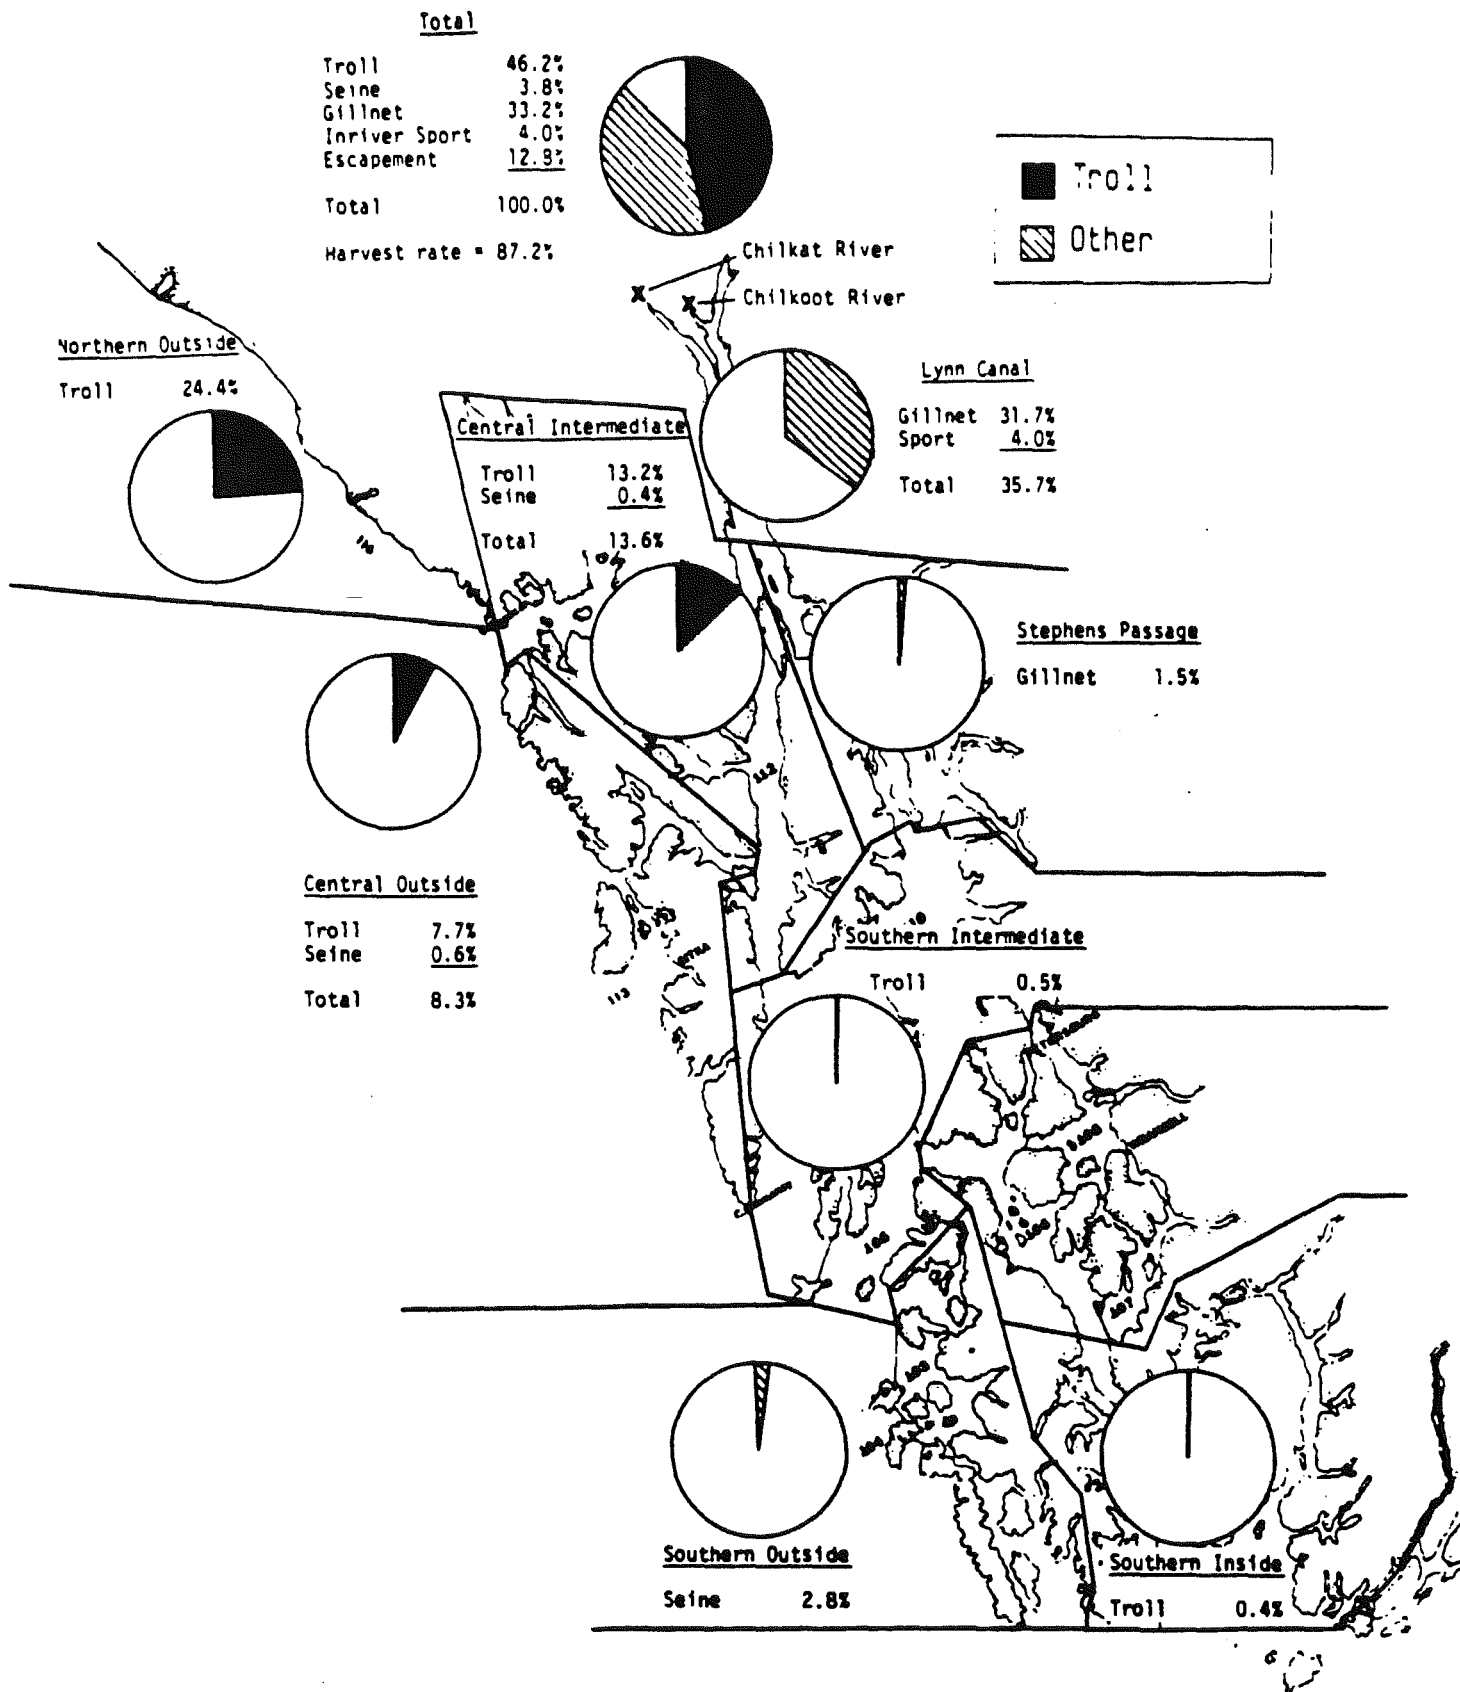 Total
Troll 46.2%
Seine 3.8%
Gillnet 33.2%
Inriver Sport 4.0%
Escapement 12.8%
Total 100.0%
Harvest rate = 87.2%
Troll
Other
Chilkat River
Chilkoot River
Northern Outside
Troll 24.4%
Lynn Canal
Gillnet 31.7%
Sport 4.0%
Total 35.7%
Central Intermediate
Troll 13.2%
Seine 0.4%
Total 13.6%
Stephens Passage
Gillnet 1.5%
112
Central Outside
Troll 7.7%
Seine 0.6%
Total 8.3%
113
Southern Intermediate
Troll 0.5%
Southern Outside
Seine 2.8%
Southern Inside
Troll 0.4%